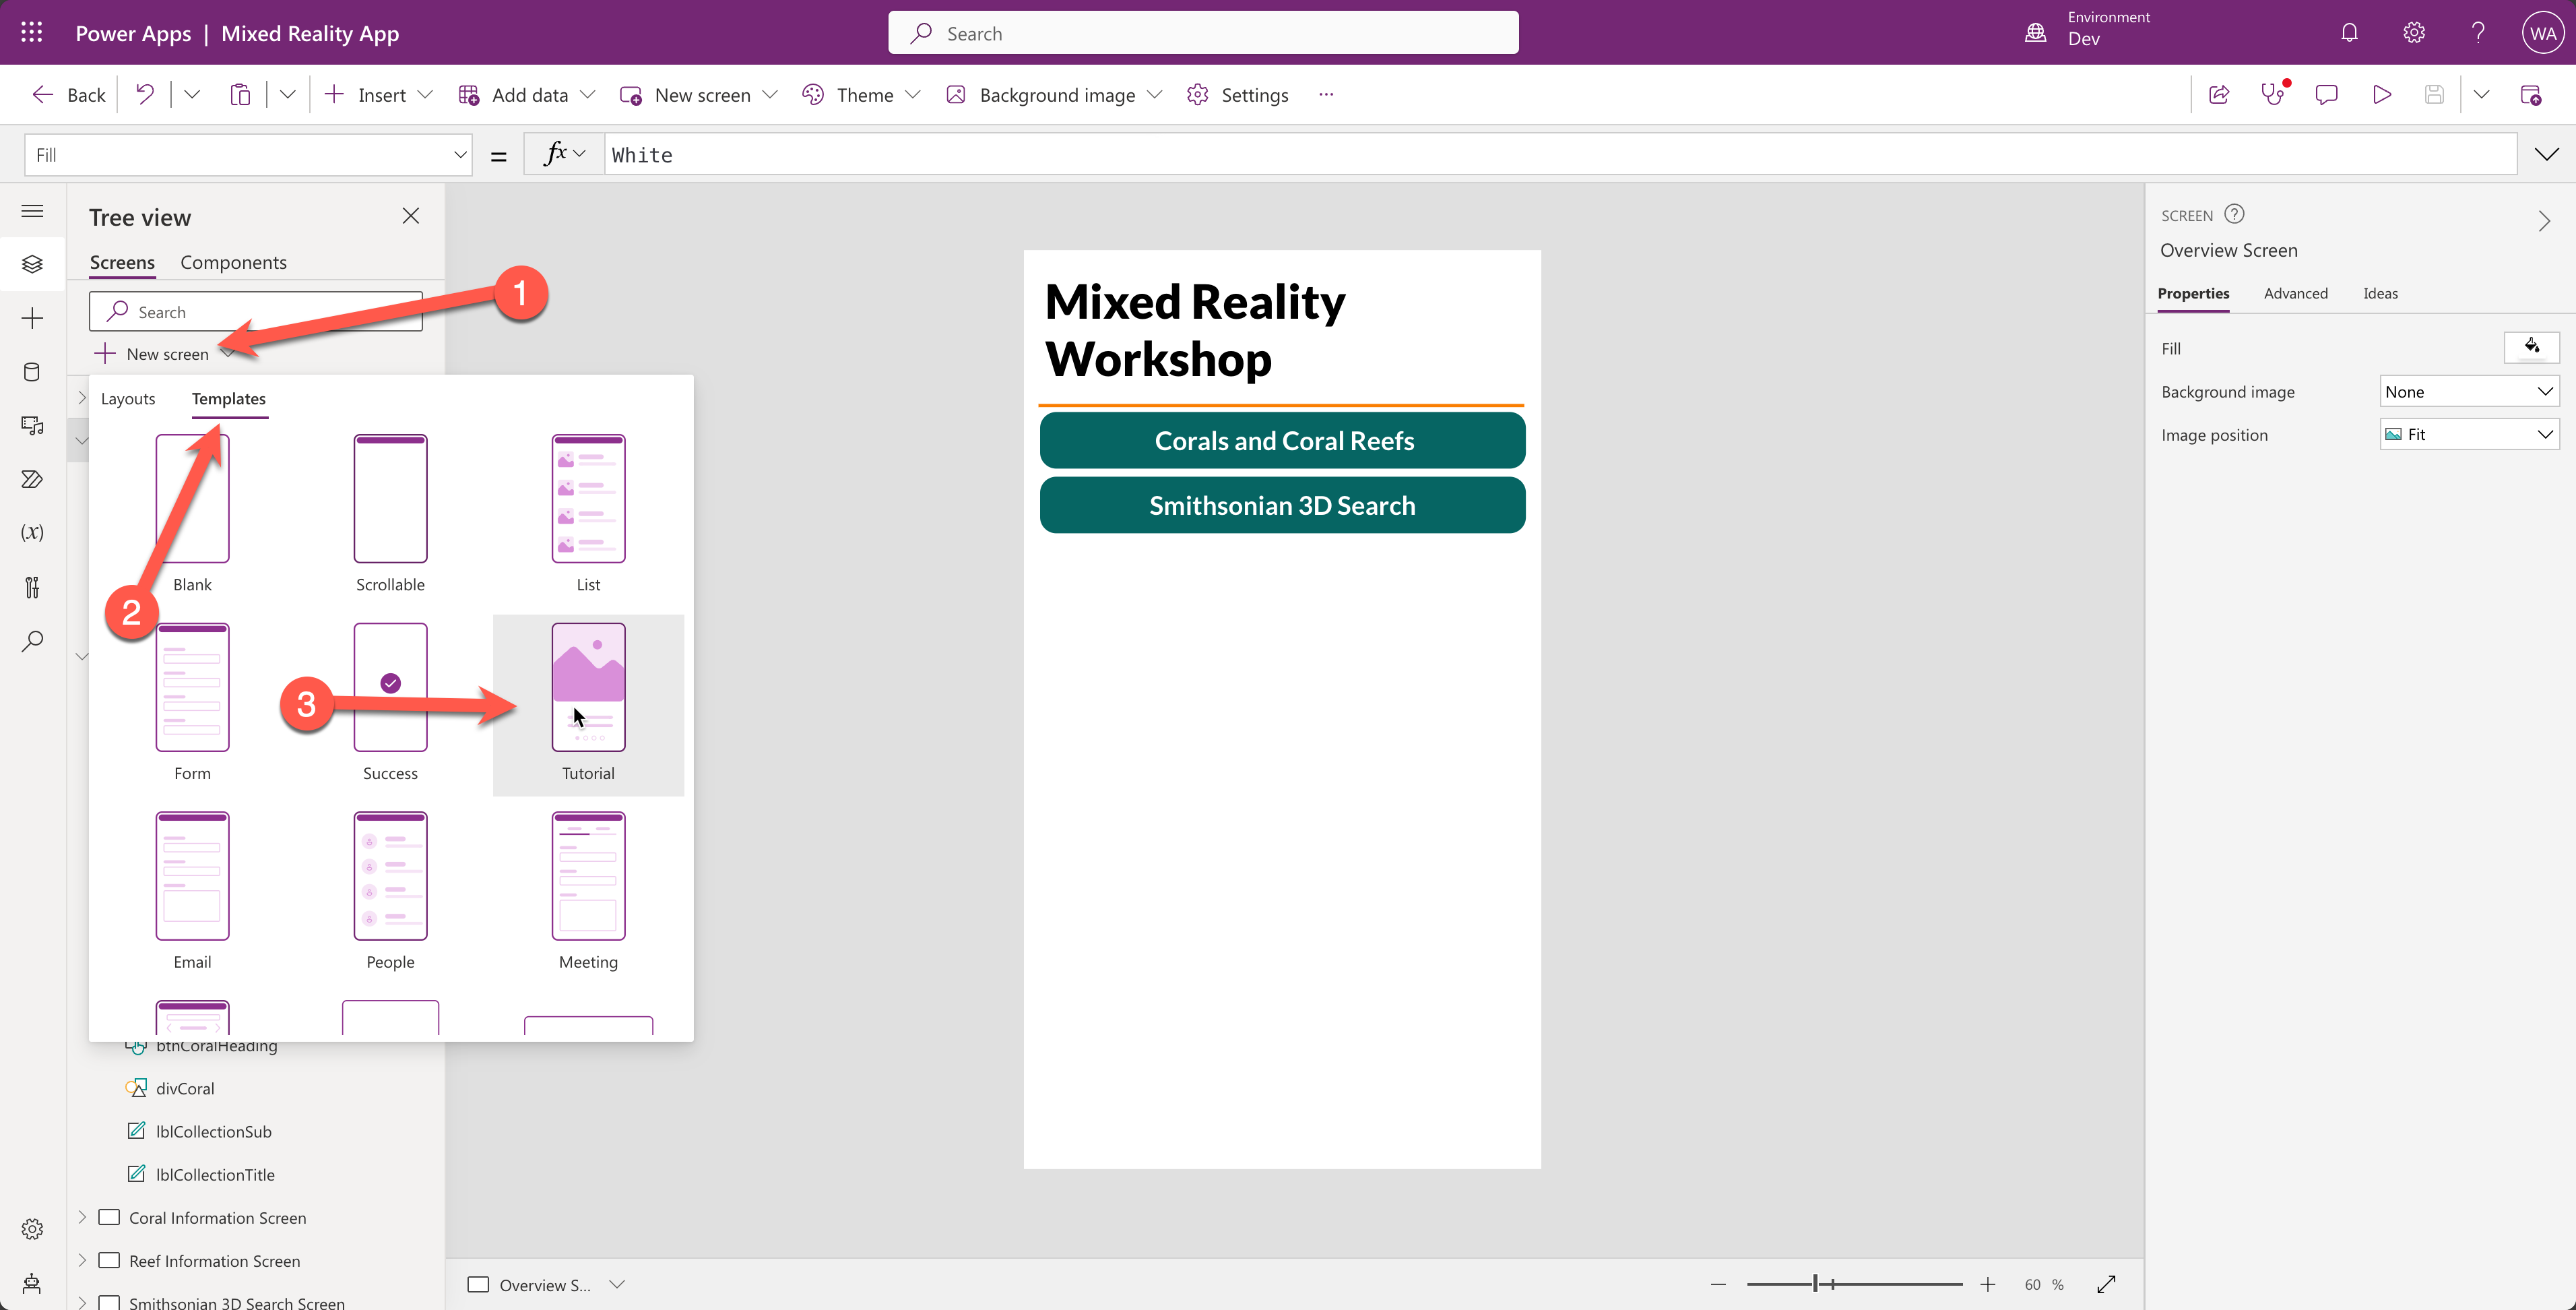 Power Apps | Mixed Reality App
Search
Environment
Dev
WA
Back
Insert
Add data
New screen
Theme
Background image
Settings
Fill
=
fx
White
Tree view
Screens
Components
Search
New screen
1
Layouts
Templates
Blank
Scrollable
List
2
3
Form
Success
Tutorial
Email
People
Meeting
btnCoralHeading
divCoral
lblCollectionSub
lblCollectionTitle
Coral Information Screen
Reef Information Screen
Smithsonian 3D Search Screen
Mixed Reality
Workshop
Corals and Coral Reefs
Smithsonian 3D Search
Overview S...
60 %
SCREEN
Overview Screen
Properties
Advanced
Ideas
Fill
Background image
None
Image position
Fit